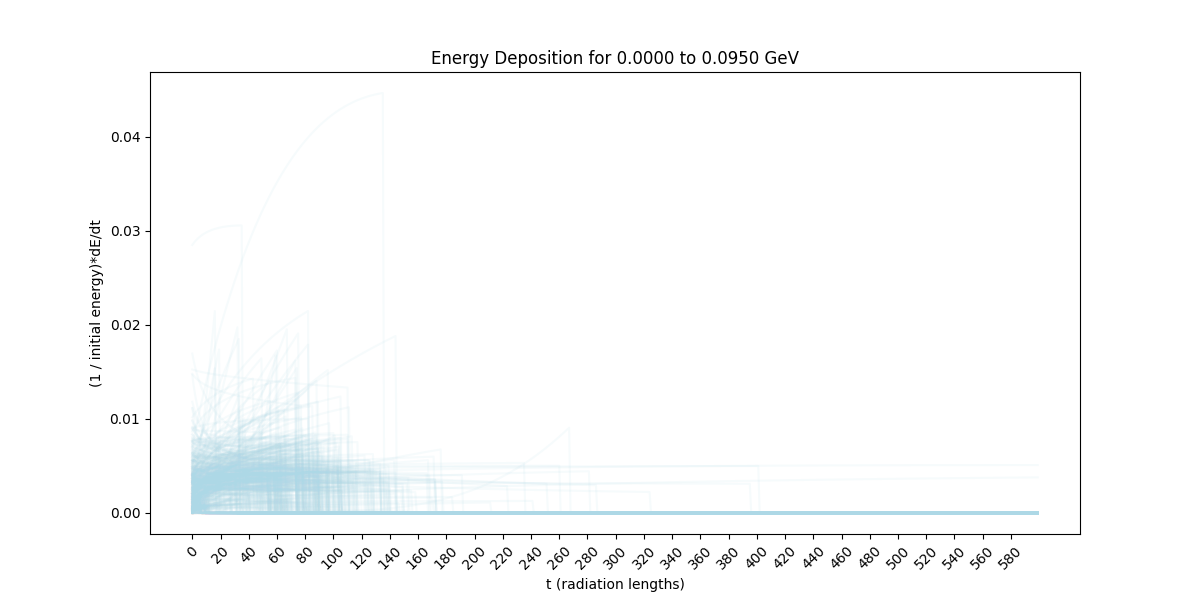 Energy Deposition for 0.0000 to 0.0950 GeV
(1 / initial energy)*dE/dt
0.04
0.03
0.02
0.01
0.00
0 20 40 60 80 100 120 140 160 180 200 220 240 260 280 300 320 340 360 380 400 420 440 460 480 500 520 540 560 580
t (radiation lengths)